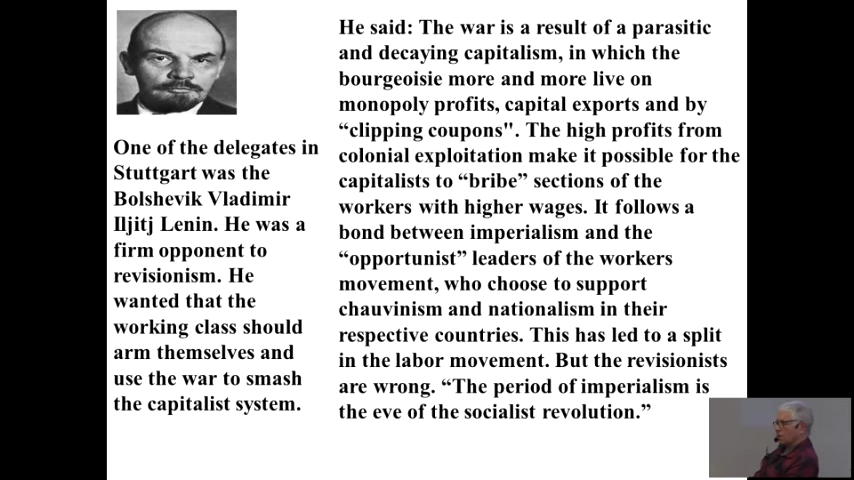 One of the delegates in
Stuttgart was the
Bolshevik Vladimir
Iljitj Lenin. He was a
firm opponent to
revisionism. He
wanted that the
working class should
arm themselves and
use the war to smash
the capitalist system.
He said: The war is a result of a parasitic
and decaying capitalism, in which the
bourgeoisie more and more live on
monopoly profits, capital exports and by
“clipping coupons". The high profits from
colonial exploitation make it possible for the
capitalists to “bribe” sections of the
workers with higher wages. It follows a
bond between imperialism and the
“opportunist” leaders of the workers
movement, who choose to support
chauvinism and nationalism in their
respective countries. This has led to a split
in the labor movement. But the revisionists
are wrong. “The period of imperialism is
the eve of the socialist revolution.”